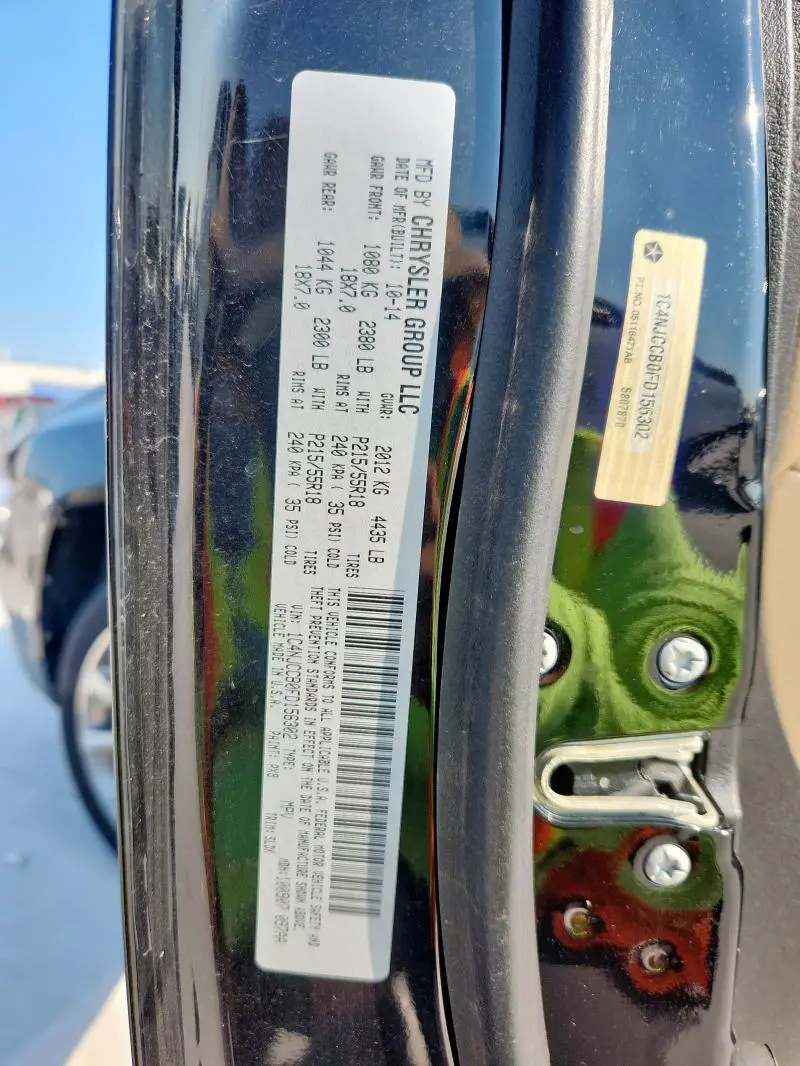 MFD BY CHRYSLER GROUP LLC
DATE OF MFR(BUILT): 10-14 GVWR: 2012 KG 4435 LB
GAWR FRONT: 1080 KG 2380 LB WITH P215/55R18 TIRES
18X7.0 RIMS AT 240 KPA ( 35 PSI) COLD
GAWR REAR: 1044 KG 2300 LB WITH P215/55R18 TIRES
18X7.0 RIMS AT 240 KPA ( 35 PSI) COLD
THIS VEHICLE CONFORMS TO ALL APPLICABLE U.S.A. FEDERAL MOTOR VEHICLE SAFETY AND
THEFT PREVENTION STANDARDS IN EFFECT ON THE DATE OF MANUFACTURE SHOWN ABOVE.
VIN: 1C4NJCCB0FD156302 TYPE: MPV
VEHICLE MADE IN U.S.A. PAINT: PX8 TRIM:
1C4NJCCB0FD156302
PT. NO. 05116471AB 5807870